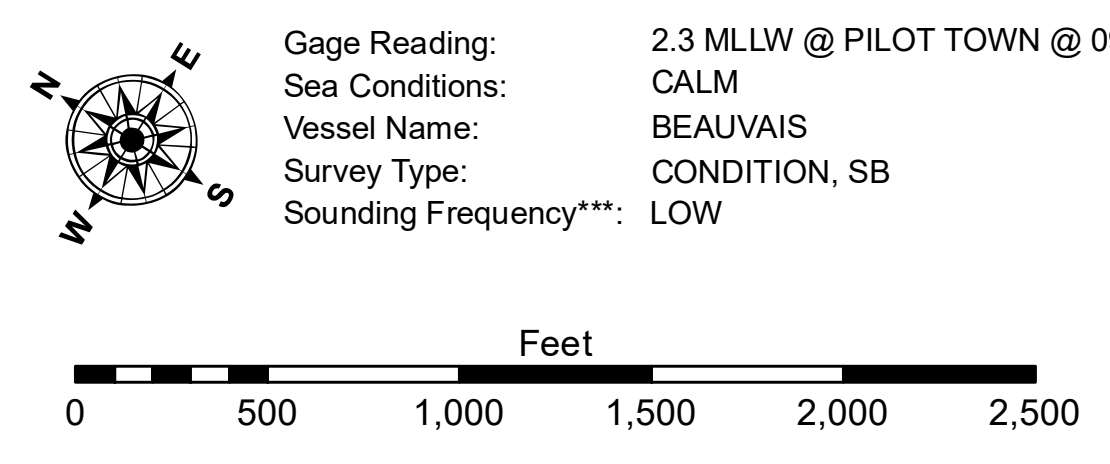 N
E
S
W
Gage Reading: 2.3 MLLW @ PILOT TOWN @
Sea Conditions: CALM
Vessel Name: BEAUVAIS
Survey Type: CONDITION, SB
Sounding Frequency***: LOW
Feet
0 500 1,000 1,500 2,000 2,500